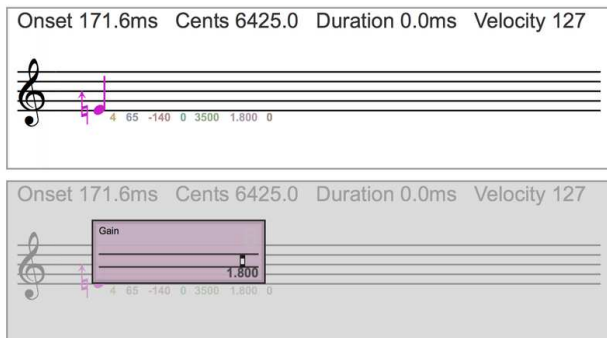 Onset 171.6ms Cents 6425.0 Duration 0.0ms Velocity 127
4 65 -140 0 3500 1.800 0
Onset 171.6ms Cents 6425.0 Duration 0.0ms Velocity 127
Gain
1.800
4 65 -140 0 3500 1.800 0